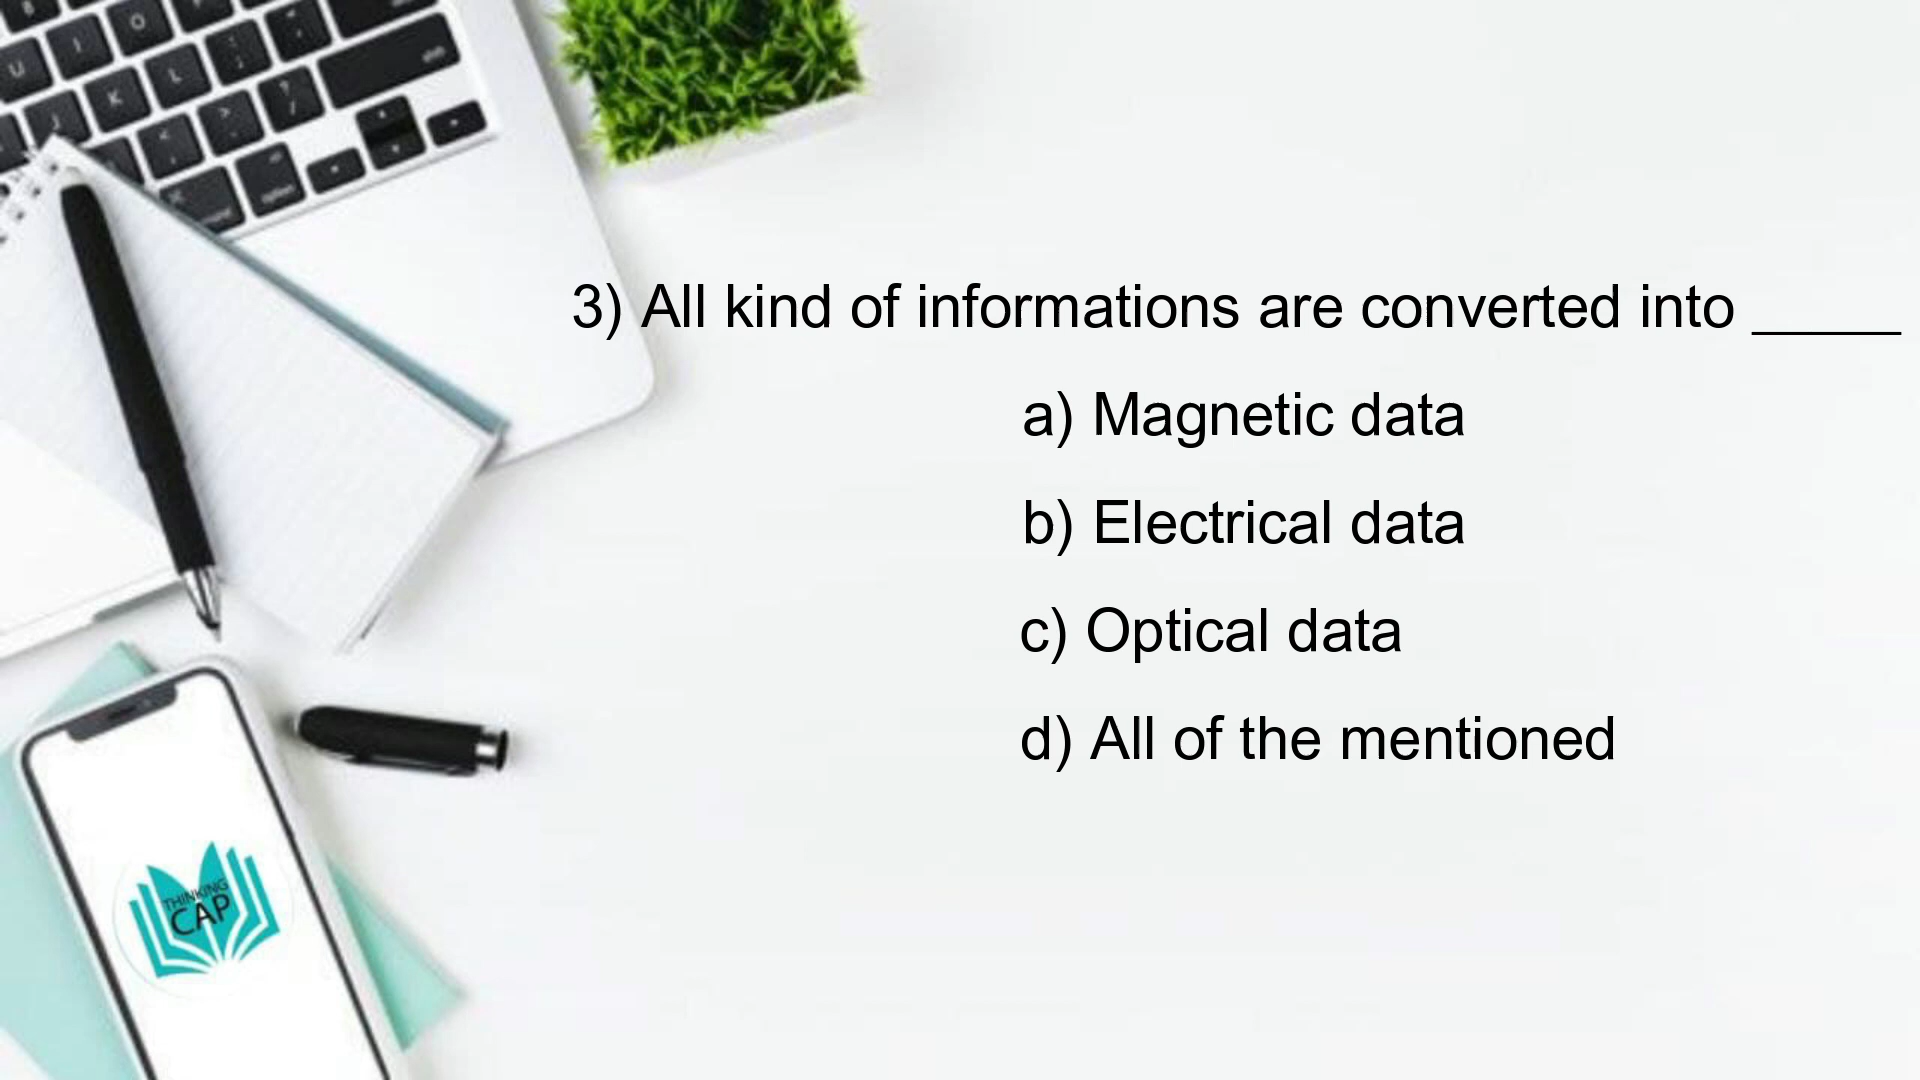 3) All kind of informations are converted into _____
a) Magnetic data
b) Electrical data
c) Optical data
d) All of the mentioned
THINKING
CAP